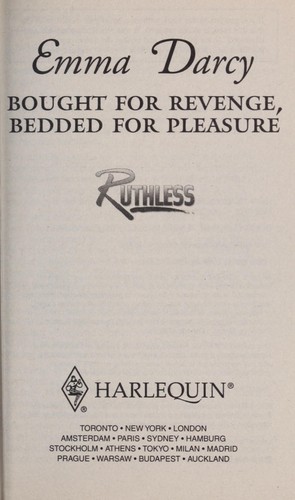 Emma Darcy
BOUGHT FOR REVENGE,
BEDDED FOR PLEASURE
RUTHLESS
HARLEQUIN®
®
TORONTO • NEW YORK • LONDON
AMSTERDAM • PARIS • SYDNEY • HAMBURG
STOCKHOLM • ATHENS • TOKYO • MILAN • MADRID
PRAGUE • WARSAW • BUDAPEST • AUCKLAND